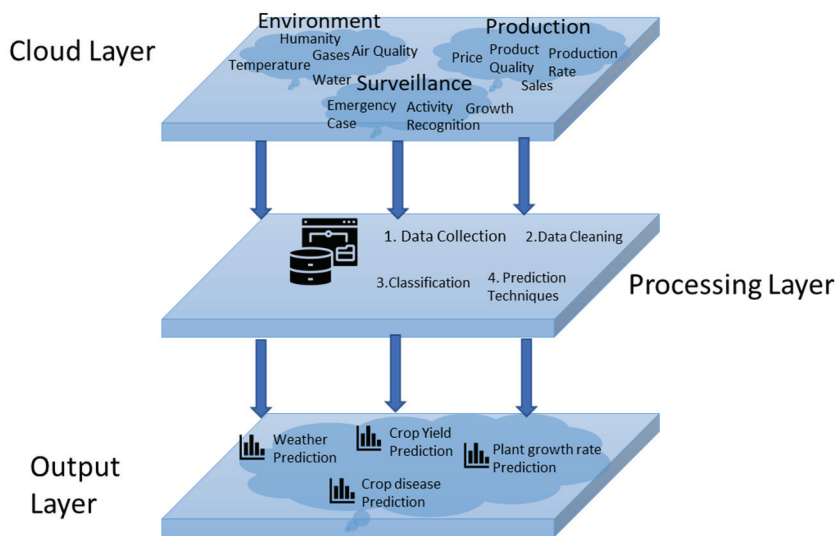 Cloud Layer
Environment
Humanity
Gases
Air Quality
Temperature
Water
Production
Price
Product
Quality
Production
Rate
Sales
Surveillance
Emergency
Case
Activity
Recognition
Growth
1. Data Collection
2.Data Cleaning
3.Classification
4. Prediction
Techniques
Processing Layer
Output
Layer
Weather
Prediction
Crop Yield
Prediction
Plant growth rate
Prediction
Crop disease
Prediction